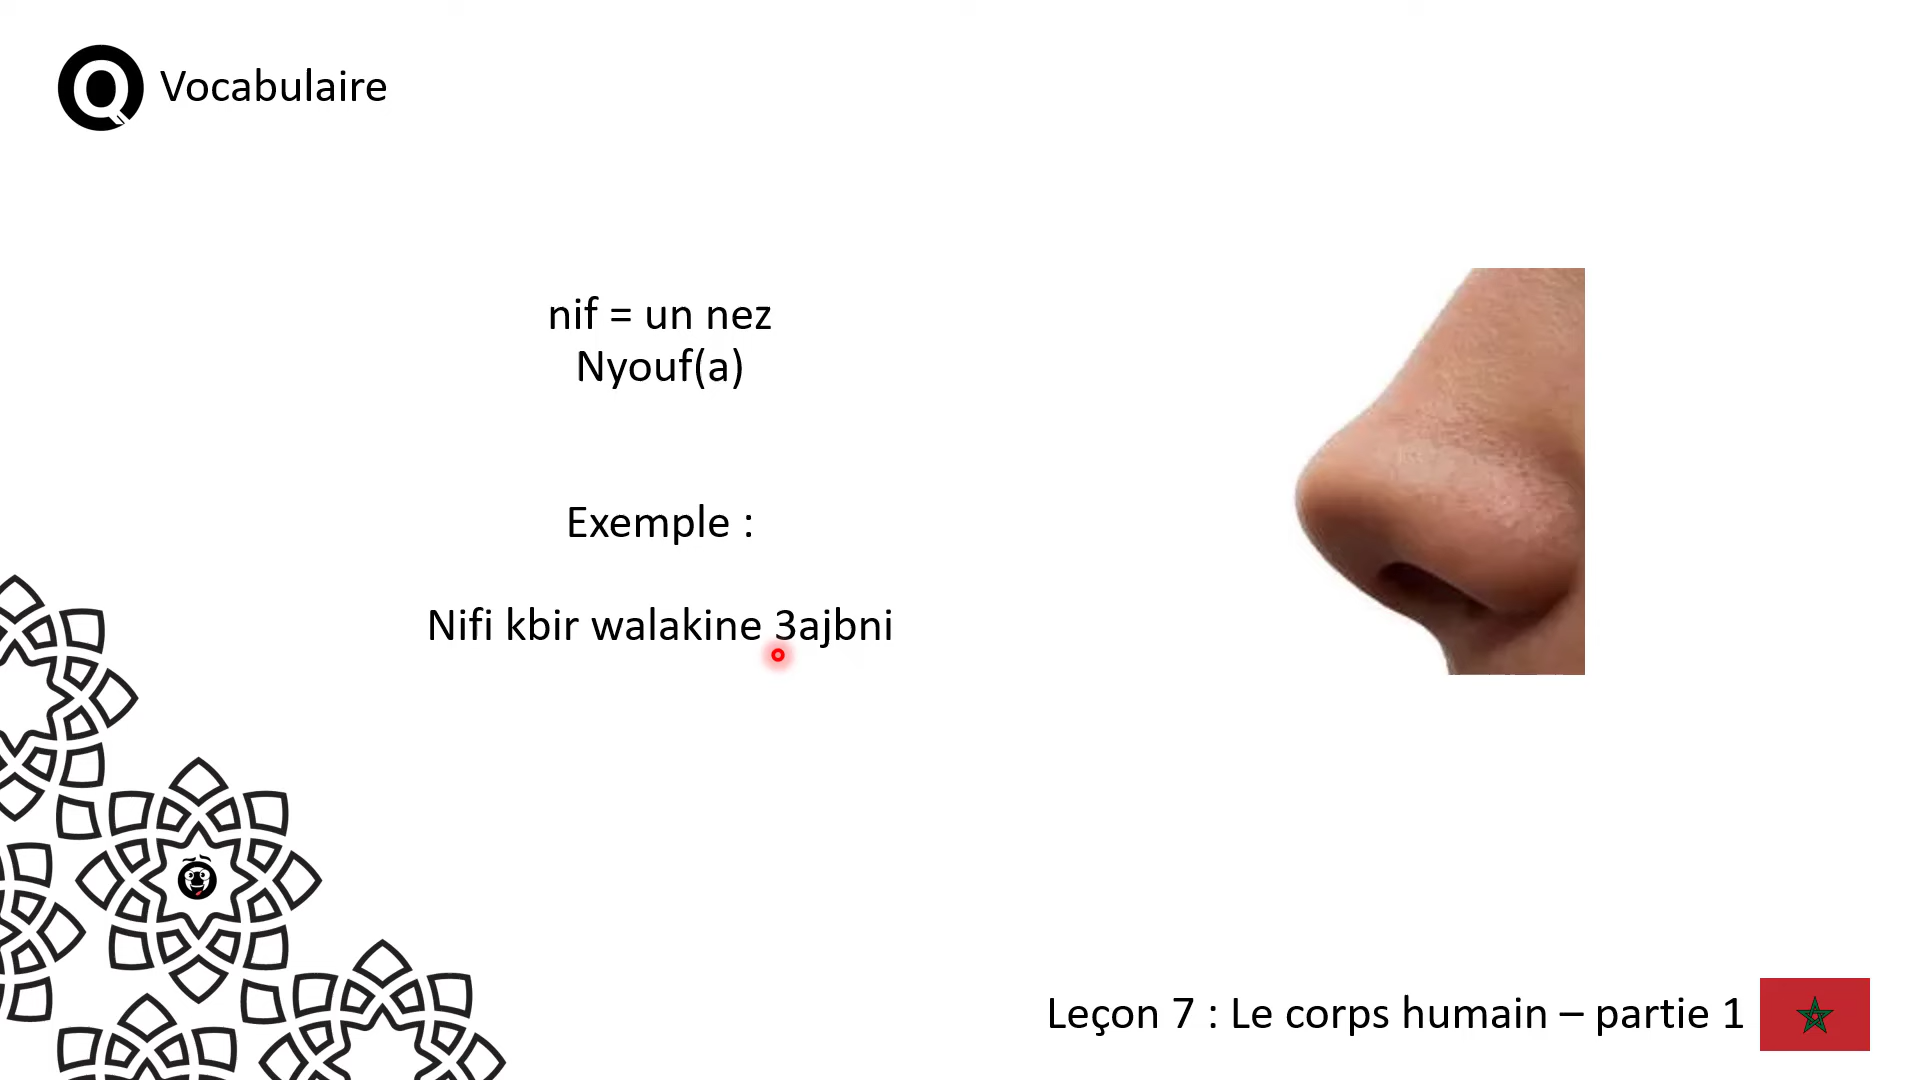 Q Vocabulaire
nif = un nez
Nyouf(a)
Exemple :
Nifi kbir walakine 3ajbni
Leçon 7 : Le corps humain – partie 1